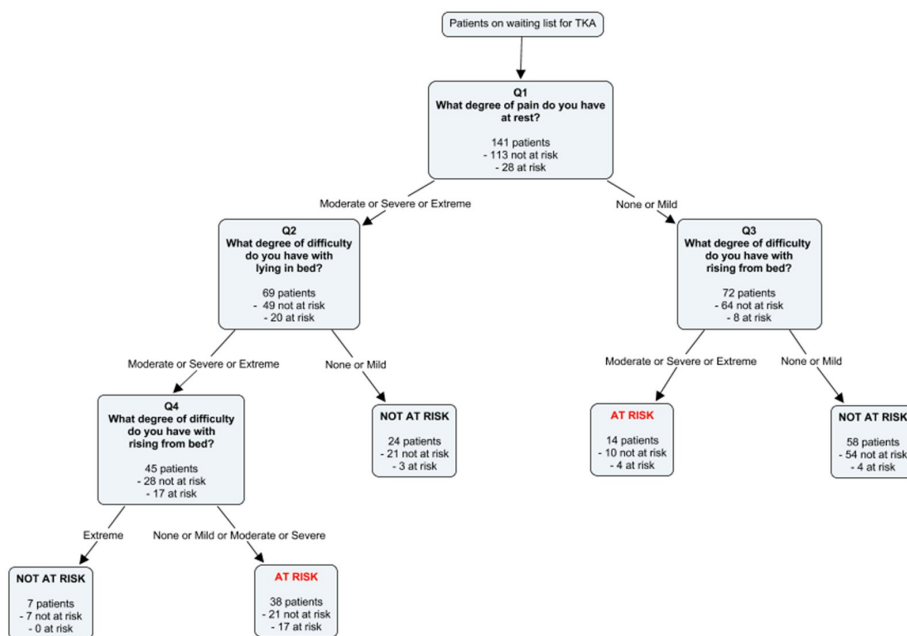 Patients on waiting list for TKA
Q1
What degree of pain do you have
at rest?
141 patients
- 113 not at risk
- 28 at risk
Moderate or Severe or Extreme
None or Mild
Q2
What degree of difficulty
do you have with
lying in bed?
69 patients
- 49 not at risk
- 20 at risk
Q3
What degree of difficulty
do you have with
rising from bed?
72 patients
- 64 not at risk
- 8 at risk
Moderate or Severe or Extreme
None or Mild
Moderate or Severe or Extreme
None or Mild
Q4
What degree of difficulty
do you have with
rising from bed?
45 patients
- 28 not at risk
- 17 at risk
NOT AT RISK
24 patients
- 21 not at risk
- 3 at risk
AT RISK
14 patients
- 10 not at risk
- 4 at risk
NOT AT RISK
58 patients
- 54 not at risk
- 4 at risk
Extreme
None or Mild or Moderate or Severe
NOT AT RISK
7 patients
- 7 not at risk
- 0 at risk
AT RISK
38 patients
- 21 not at risk
- 17 at risk